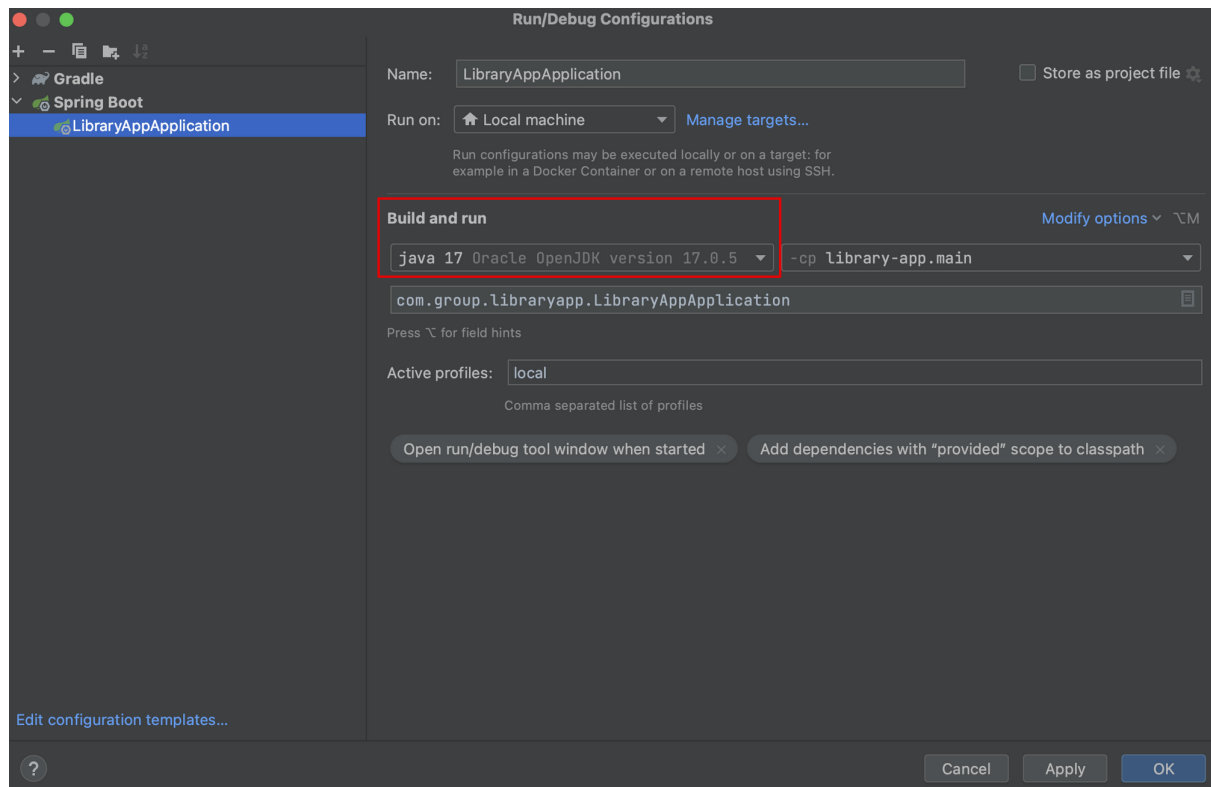 Run/Debug Configurations
Gradle
Spring Boot
LibraryAppApplication
Edit configuration templates...
Name: LibraryAppApplication
Store as project file
Run on: Local machine Manage targets...
Run configurations may be executed locally or on a target: for
example in a Docker Container or on a remote host using SSH.
Build and run
Modify options ⌥M
java 17 Oracle OpenJDK version 17.0.5 -cp library-app.main
com.group.libraryapp.LibraryAppApplication
Press ⌥ for field hints
Active profiles: local
Comma separated list of profiles
Open run/debug tool window when started × Add dependencies with “provided” scope to classpath ×
? Cancel Apply OK